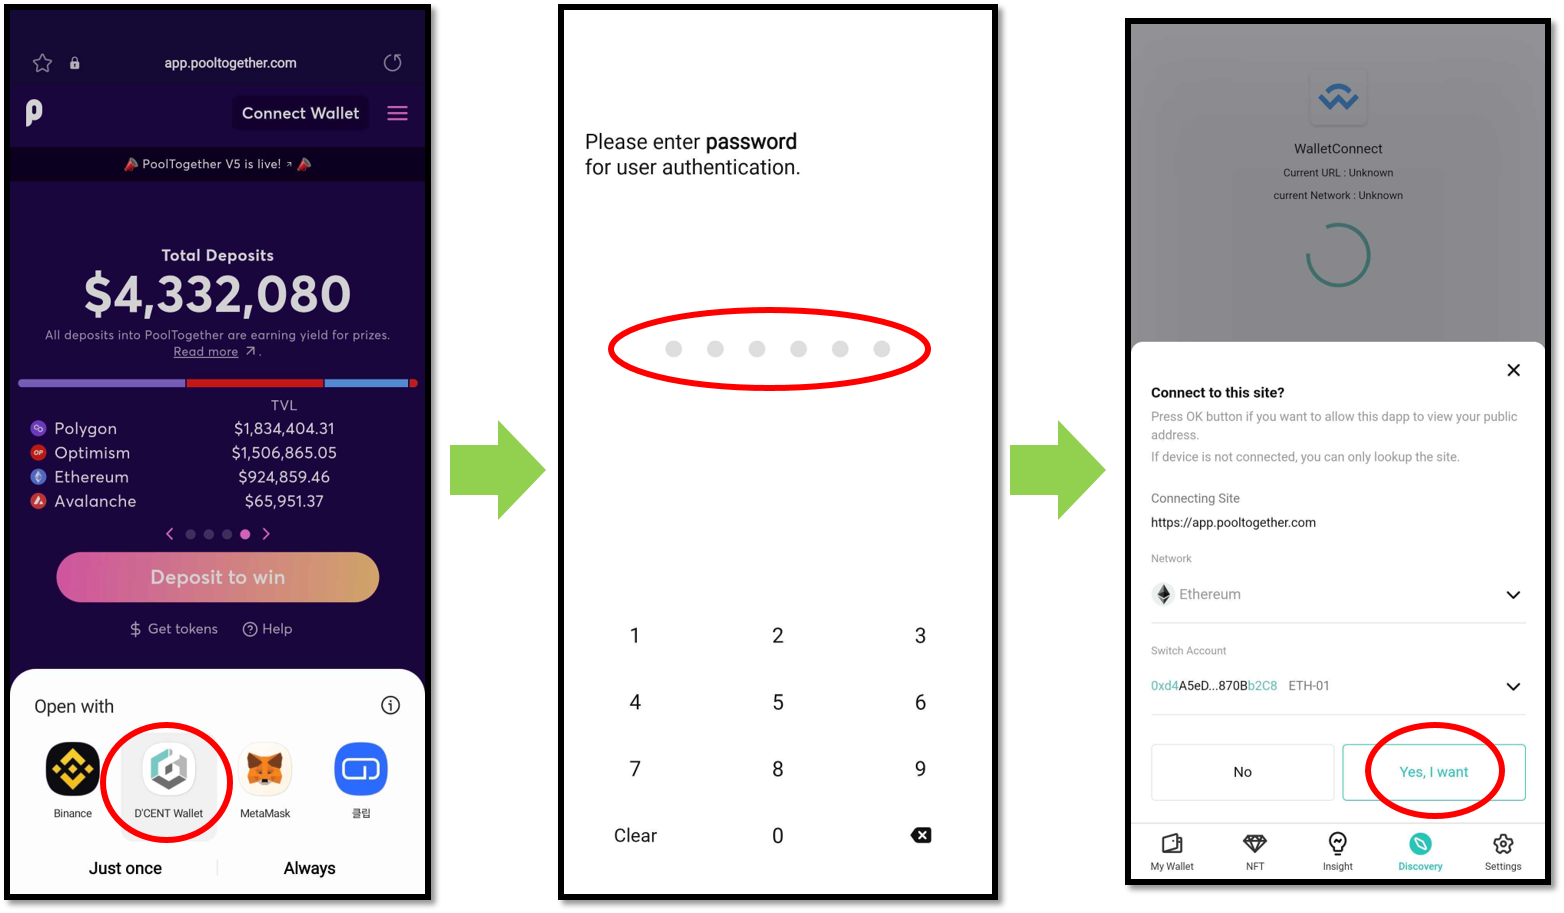 app.pooltogether.com
Connect Wallet
PoolTogether V5 is live!
Total Deposits
$4,332,080
All deposits into PoolTogether are earning yield for prizes.
Read more ↗.
TVL
Polygon $1,834,404.31
Optimism $1,506,865.05
Ethereum $924,859.46
Avalanche $65,951.37
Deposit to win
$ Get tokens Help
Open with
Binance D'CENT Wallet MetaMask 클립
Just once Always
Please enter password
for user authentication.
1 2 3
4 5 6
7 8 9
Clear 0
WalletConnect
Current URL : Unknown
current Network : Unknown
Connect to this site?
Press OK button if you want to allow this dapp to view your public
address.
If device is not connected, you can only lookup the site.
Connecting Site
https://app.pooltogether.com
Network
Ethereum
Switch Account
0xd4A5eD...870Bb2C8 ETH-01
No Yes, I want
My Wallet NFT Insight Discovery Settings